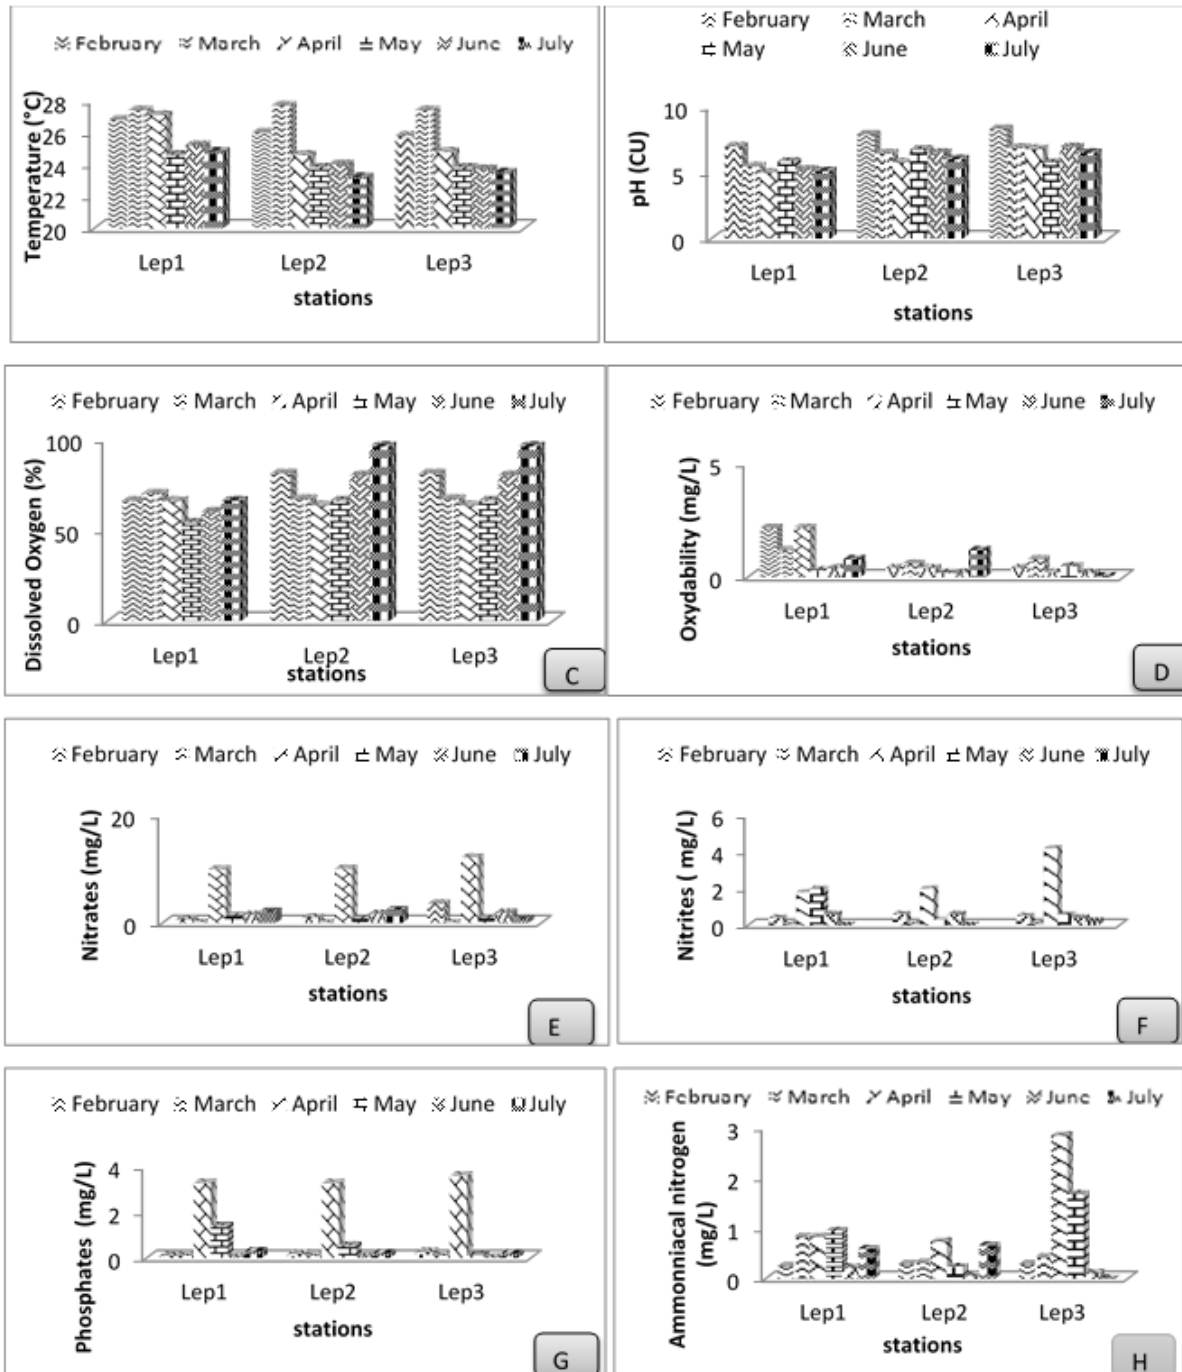 February March April May June July
Temperature (°C)
28
26
24
22
20
Lep1 Lep2 Lep3
stations
February March April
May June July
pH (CU)
10
5
0
Lep1 Lep2 Lep3
stations
February March April May June July
Dissolved Oxygen (%)
100
50
0
Lep1 Lep2 Lep3
stations
C
February March April May June July
Oxydability (mg/L)
5
0
Lep1 Lep2 Lep3
stations
D
February March April May June July
Nitrates (mg/L)
20
0
Lep1 Lep2 Lep3
stations
E
February March April May June July
Nitrites ( mg/L)
6
4
2
0
Lep1 Lep2 Lep3
stations
F
February March April May June July
Phosphates (mg/L)
4
2
0
Lep1 Lep2 Lep3
stations
G
February March April May June July
Ammonniacal nitrogen
(mg/L)
3
2
1
0
Lep1 Lep2 Lep3
stations
H